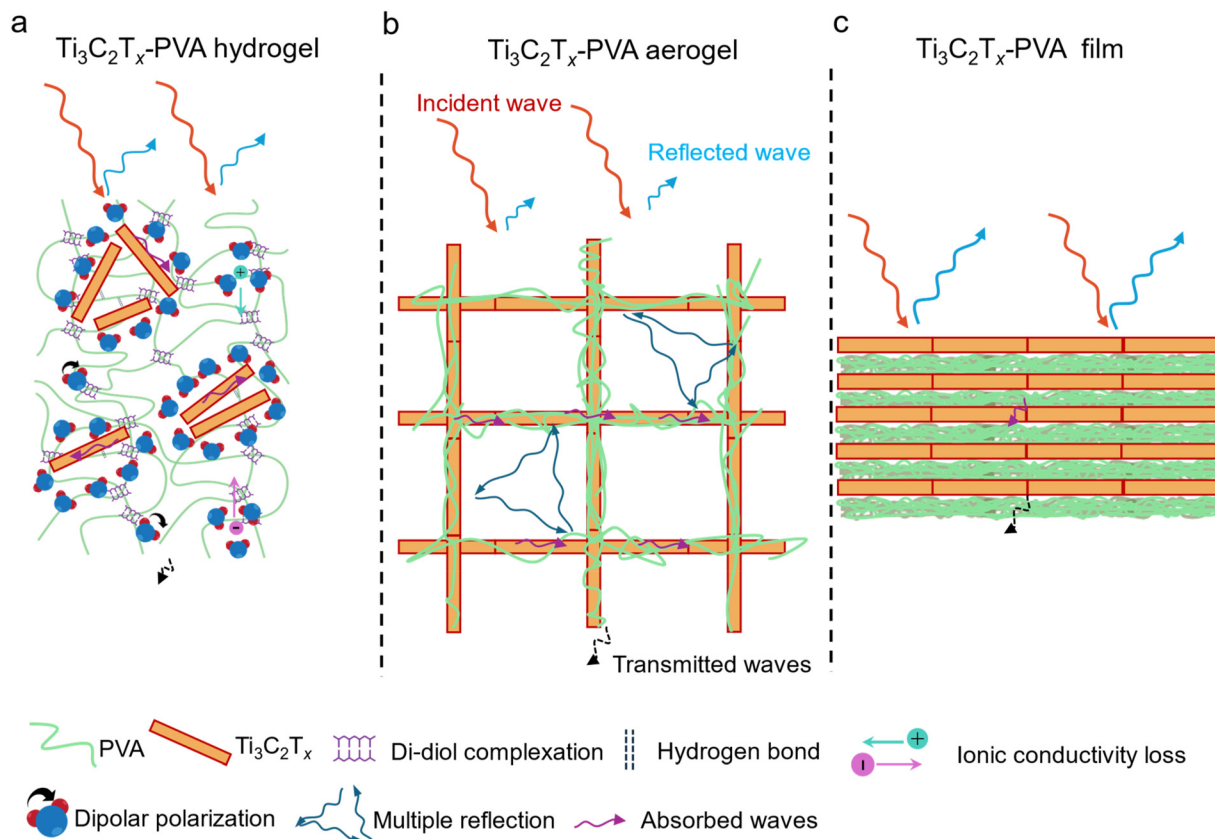 a
Ti₃C₂Tₓ-PVA hydrogel
b
Ti₃C₂Tₓ-PVA aerogel
c
Ti₃C₂Tₓ-PVA film
Incident wave
Reflected wave
+
−
Transmitted waves
PVA
Ti₃C₂Tₓ
Di-diol complexation
Hydrogen bond
+
−
Ionic conductivity loss
Dipolar polarization
Multiple reflection
Absorbed waves